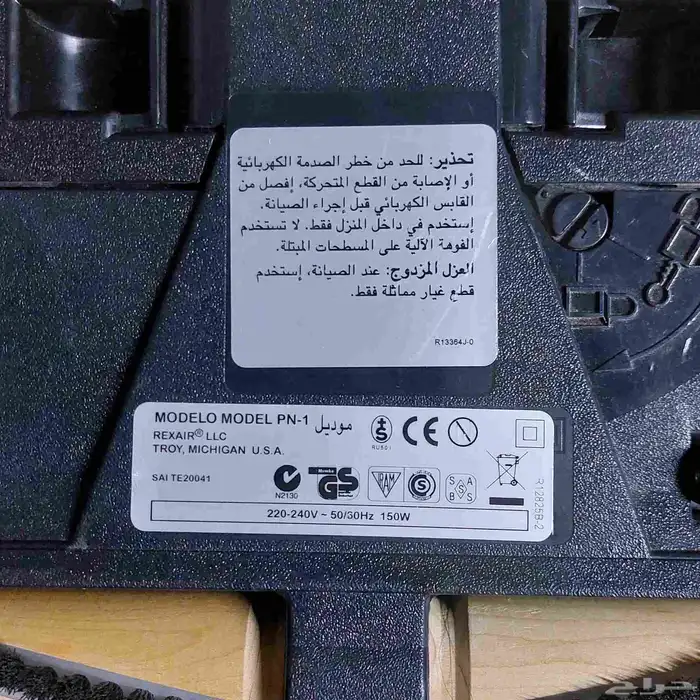 تحذير: للحد من خطر الصدمة الكهربائية
أو الإصابة من القطع المتحركة، إفصل من
القابس الكهربائي قبل إجراء الصيانة.
إستخدم في داخل المنزل فقط. لا تستخدم
الفوهة الآلية على المسطحات المبتلة.
العزل المزدوج: عند الصيانة، إستخدم
قطع غيار مماثلة فقط.
R13364J-0
MODELO MODEL PN-1 موديل
REXAIR® LLC
TROY, MICHIGAN U.S.A.
SAI TE20041
N2130
GS
RAM
S
S A B S
CE
R12825B-2
220-240V ~ 50/30Hz 150W
حراج